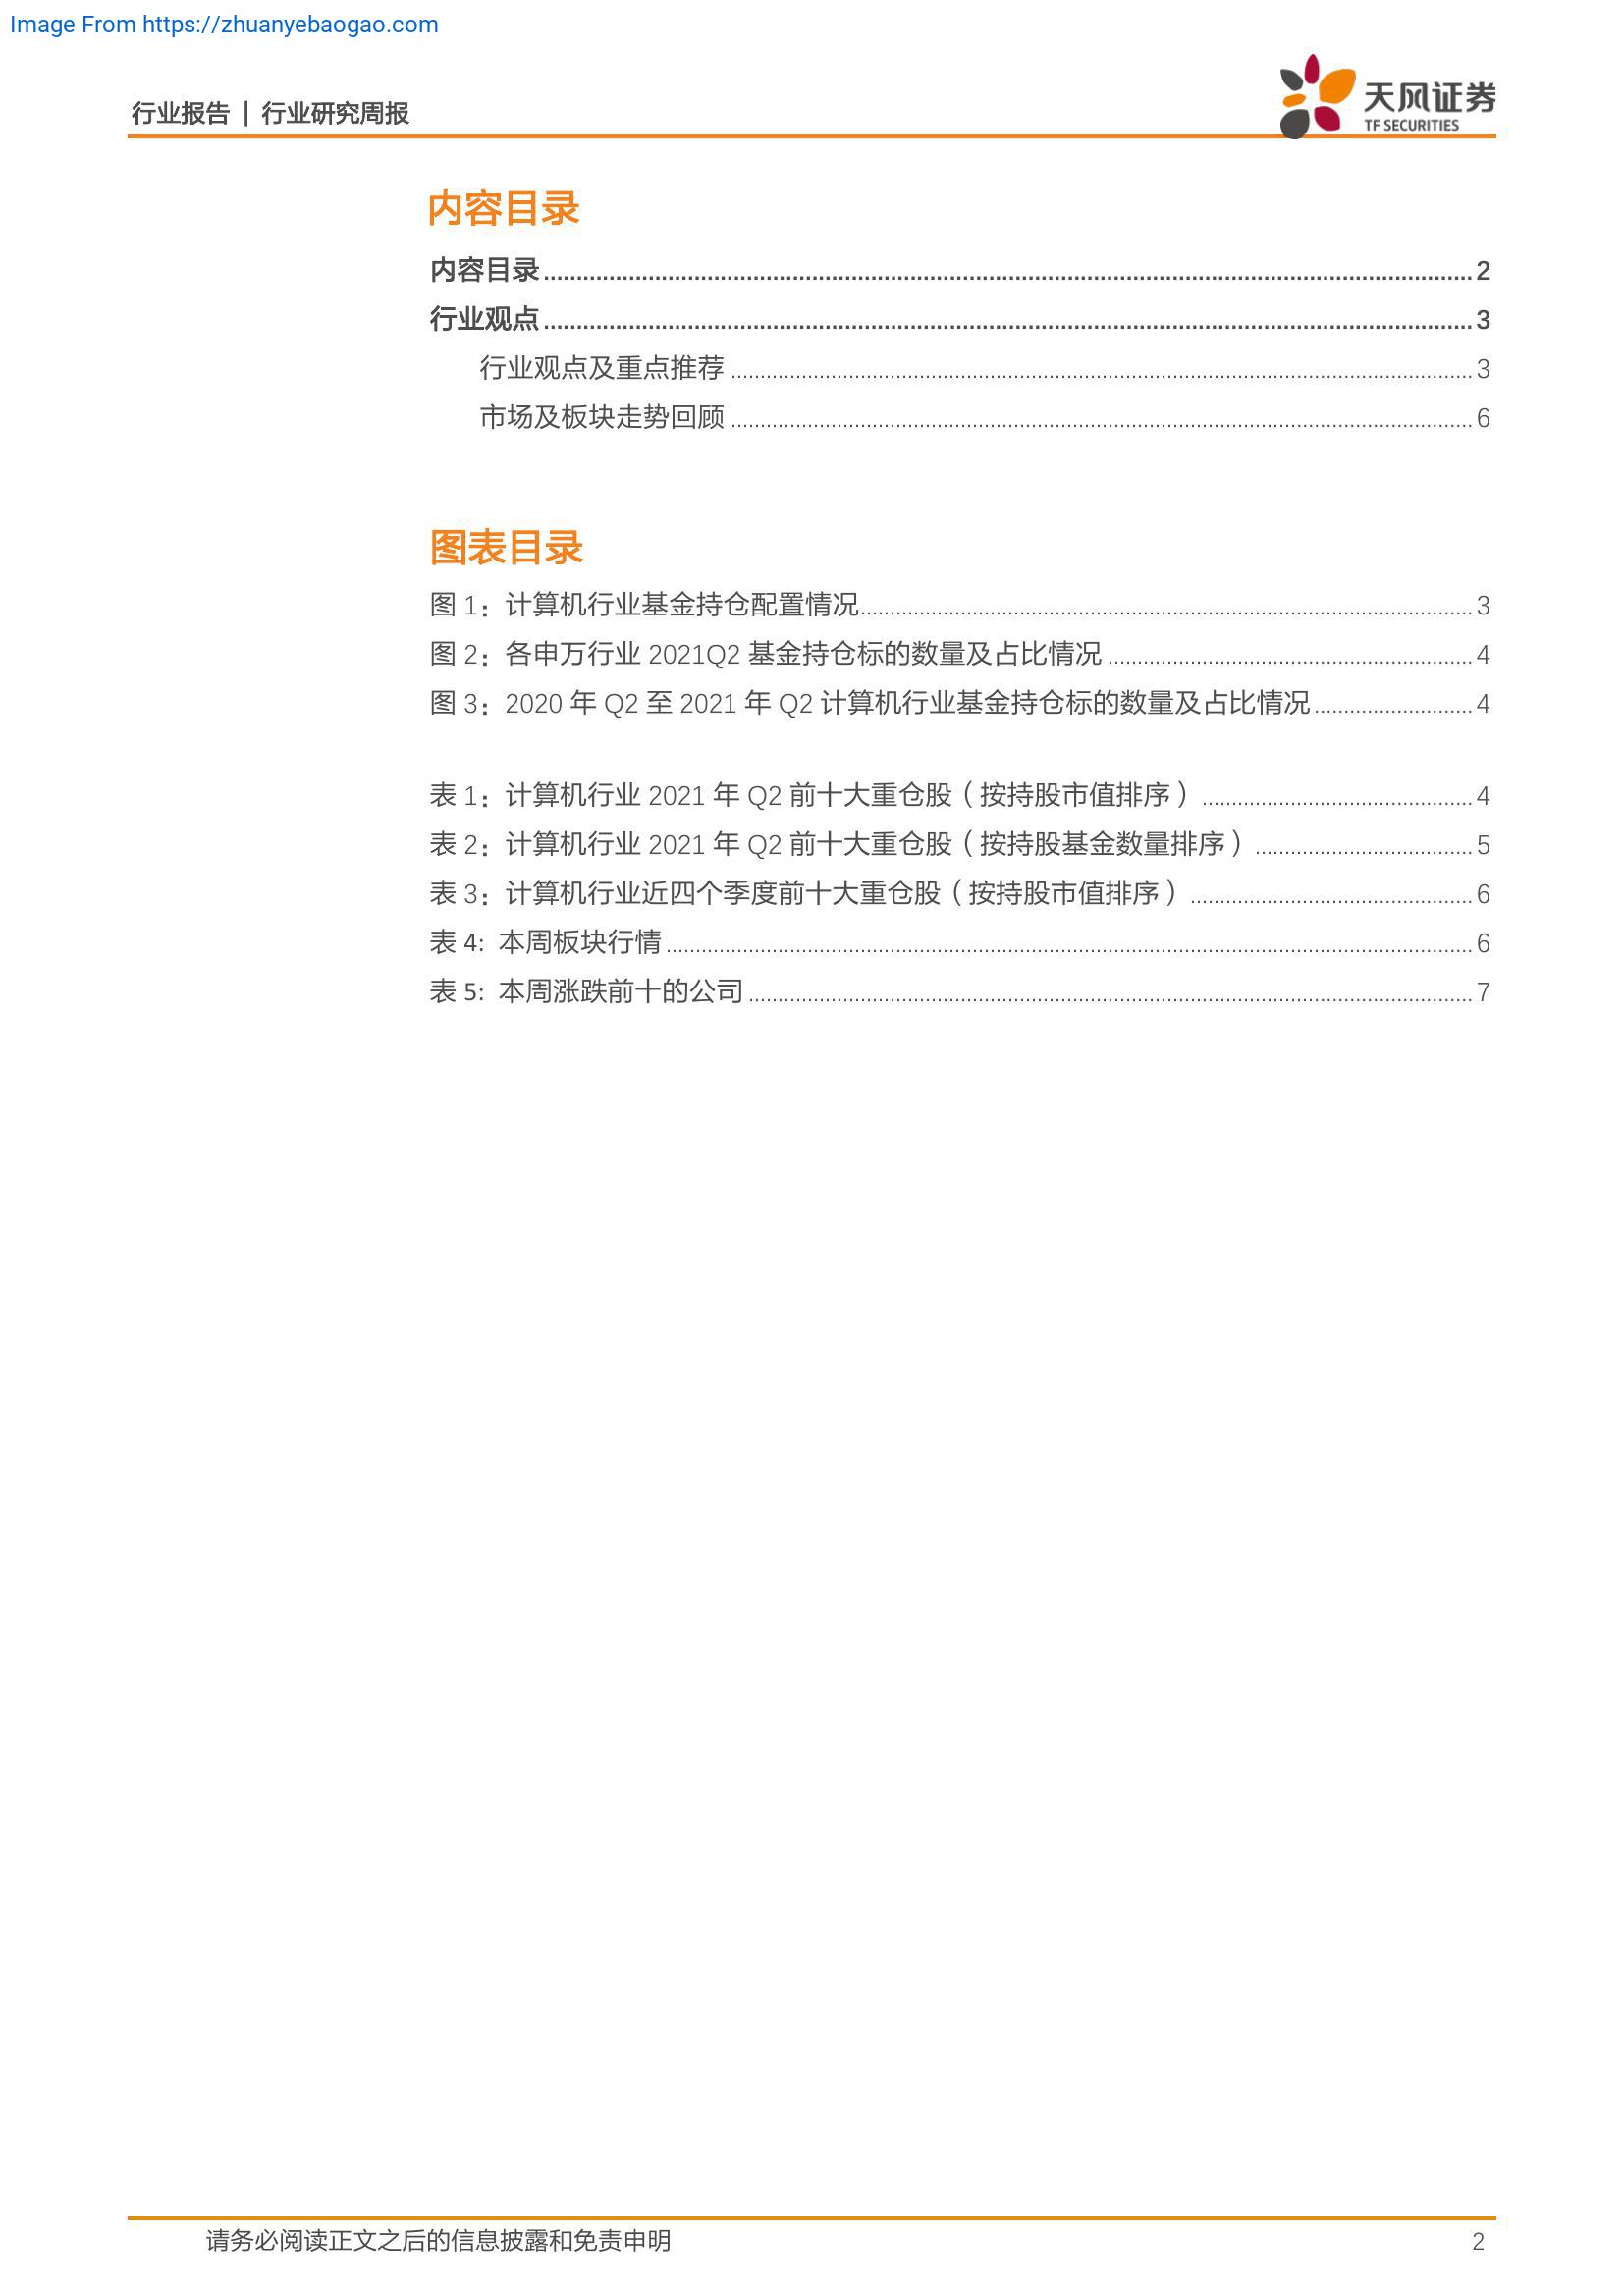 Image From https://zhuanyebaogao.com
行业报告 | 行业研究周报
天风证券
TF SECURITIES
内容目录
内容目录 2
行业观点 3
行业观点及重点推荐 3
市场及板块走势回顾 6
图表目录
图 1：计算机行业基金持仓配置情况 3
图 2：各申万行业 2021Q2 基金持仓标的数量及占比情况 4
图 3：2020 年 Q2 至 2021 年 Q2 计算机行业基金持仓标的数量及占比情况 4
表 1：计算机行业 2021 年 Q2 前十大重仓股（按持股市值排序） 4
表 2：计算机行业 2021 年 Q2 前十大重仓股（按持股基金数量排序） 5
表 3：计算机行业近四个季度前十大重仓股（按持股市值排序） 6
表 4: 本周板块行情 6
表 5: 本周涨跌前十的公司 7
请务必阅读正文之后的信息披露和免责申明 2